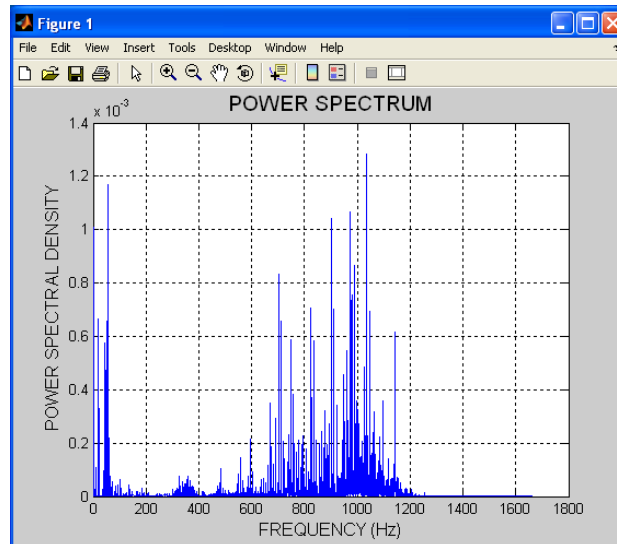 Figure 1
File Edit View Insert Tools Desktop Window Help
x 10-3
POWER SPECTRUM
1.4
1.2
1
0.8
0.6
0.4
0.2
0
POWER SPECTRAL DENSITY
0 200 400 600 800 1000 1200 1400 1600 1800
FREQUENCY (Hz)